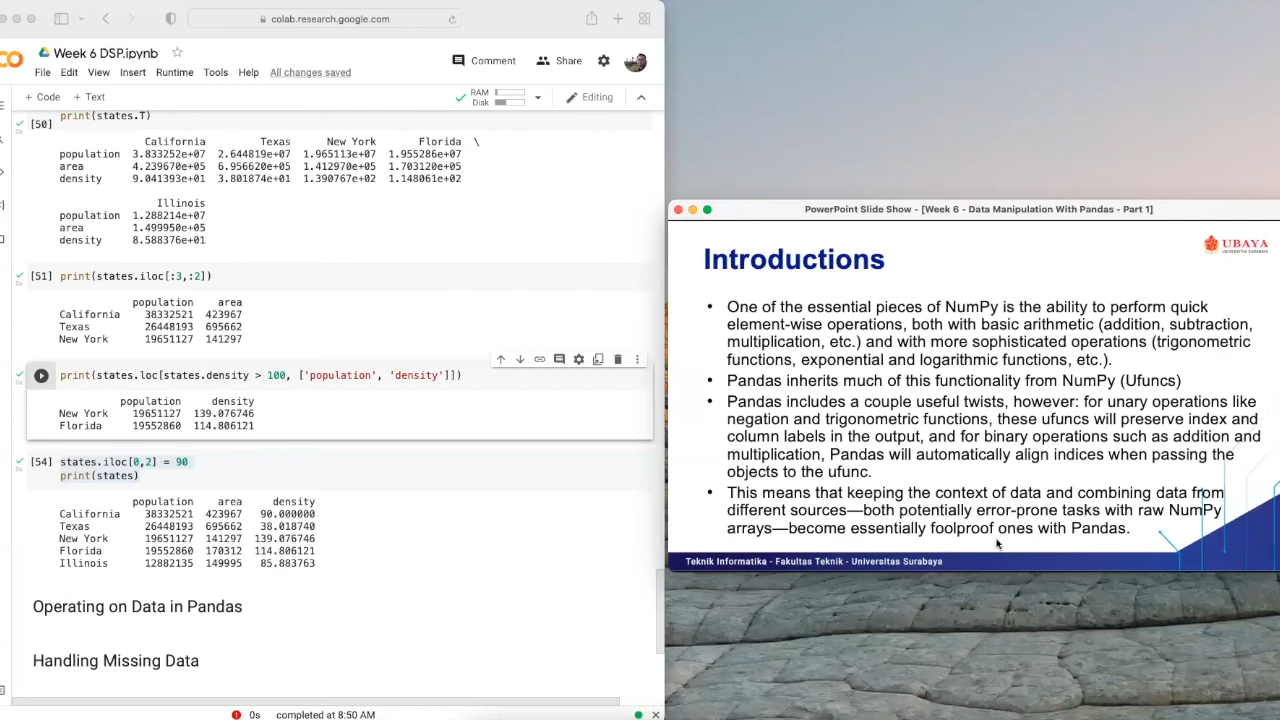 colab.research.google.com
Week 6 DSP.ipynb
Comment
Share
File Edit View Insert Runtime Tools Help All changes saved
+ Code + Text
RAM
Disk
Editing
print(states.T)
[50]
California Texas New York Florida \
population 3.833252e+07 2.644819e+07 1.965113e+07 1.955286e+07
area 4.239670e+05 6.956620e+05 1.412970e+05 1.703120e+05
density 9.041393e+01 3.801874e+01 1.390767e+02 1.148061e+02
Illinois
population 1.288214e+07
area 1.499950e+05
density 8.588376e+01
[51] print(states.iloc[:3,:2])
population area
California 38332521 423967
Texas 26448193 695662
New York 19651127 141297
print(states.loc[states.density > 100, ['population', 'density']])
population density
New York 19651127 139.076746
Florida 19552860 114.806121
[54] states.iloc[0,2] = 90
print(states)
population area density
California 38332521 423967 90.000000
Texas 26448193 695662 38.018740
New York 19651127 141297 139.076746
Florida 19552860 170312 114.806121
Illinois 12882135 149995 85.883763
Operating on Data in Pandas
Handling Missing Data
0s completed at 8:50 AM
PowerPoint Slide Show - [Week 6 - Data Manipulation With Pandas - Part 1]
UBAYA
UNIVERSITAS SURABAYA
Introductions
• One of the essential pieces of NumPy is the ability to perform quick
element-wise operations, both with basic arithmetic (addition, subtraction,
multiplication, etc.) and with more sophisticated operations (trigonometric
functions, exponential and logarithmic functions, etc.).
• Pandas inherits much of this functionality from NumPy (Ufuncs)
• Pandas includes a couple useful twists, however: for unary operations like
negation and trigonometric functions, these ufuncs will preserve index and
column labels in the output, and for binary operations such as addition and
multiplication, Pandas will automatically align indices when passing the
objects to the ufunc.
• This means that keeping the context of data and combining data from
different sources—both potentially error-prone tasks with raw NumPy
arrays—become essentially foolproof ones with Pandas.
Teknik Informatika - Fakultas Teknik - Universitas Surabaya